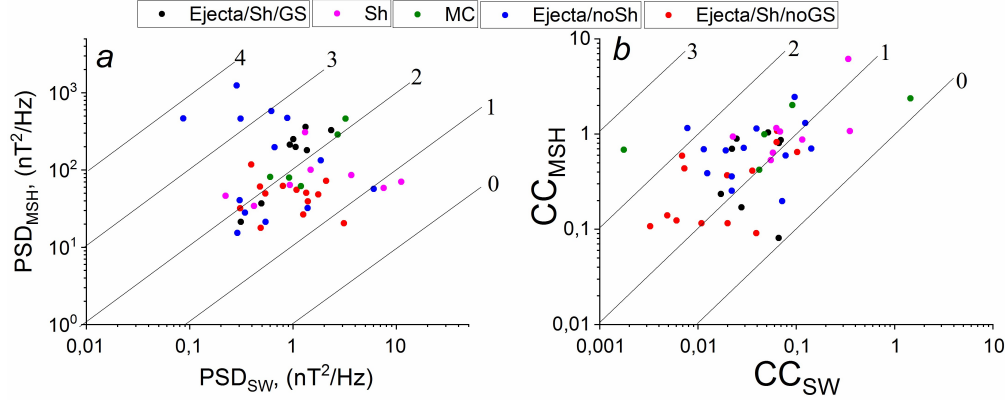 Ejecta/Sh/GS Sh MC Ejecta/noSh Ejecta/Sh/noGS
a
4
3
2
1
0
10³
10²
10¹
10⁰
0,01 0,1 1 10
PSD_MSH, (nT²/Hz)
PSD_SW, (nT²/Hz)
b
3
2
1
0
10
1
0,1
0,01
0,001 0,01 0,1 1 10
CC_MSH
CC_SW